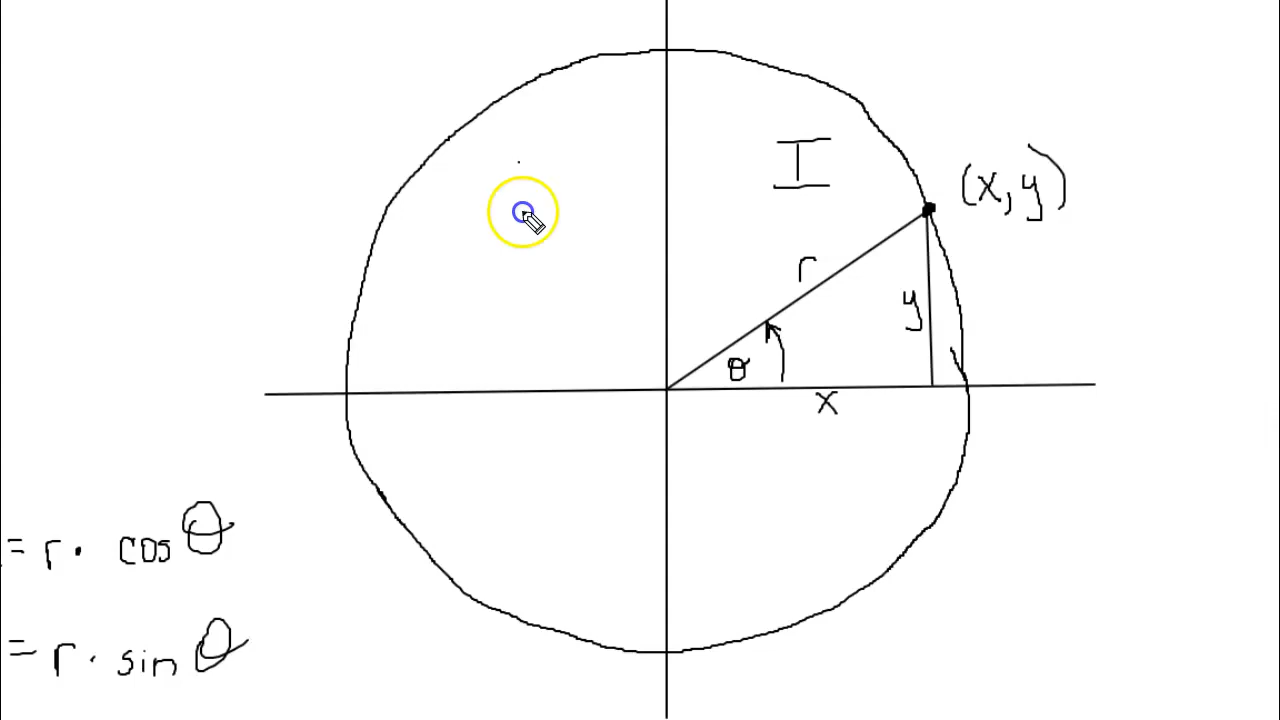 I
(x, y)
r
y
θ
x
= r · cos θ
= r · sin θ